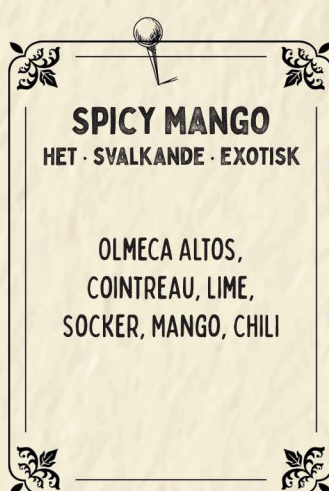 SPICY MANGO
HET · SVALKANDE · EXOTISK
OLMECA ALTOS,
COINTREAU, LIME,
SOCKER, MANGO, CHILI